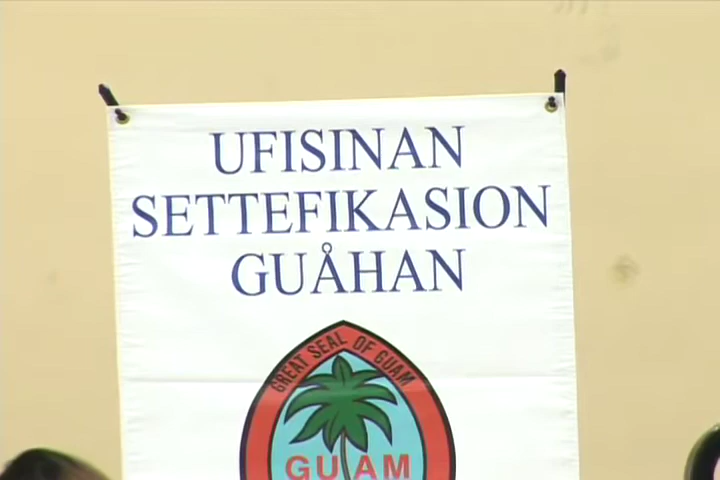 UFISINAN
SETTEFIKASION
GUÅHAN
GREAT SEAL OF GUAM
GUAM